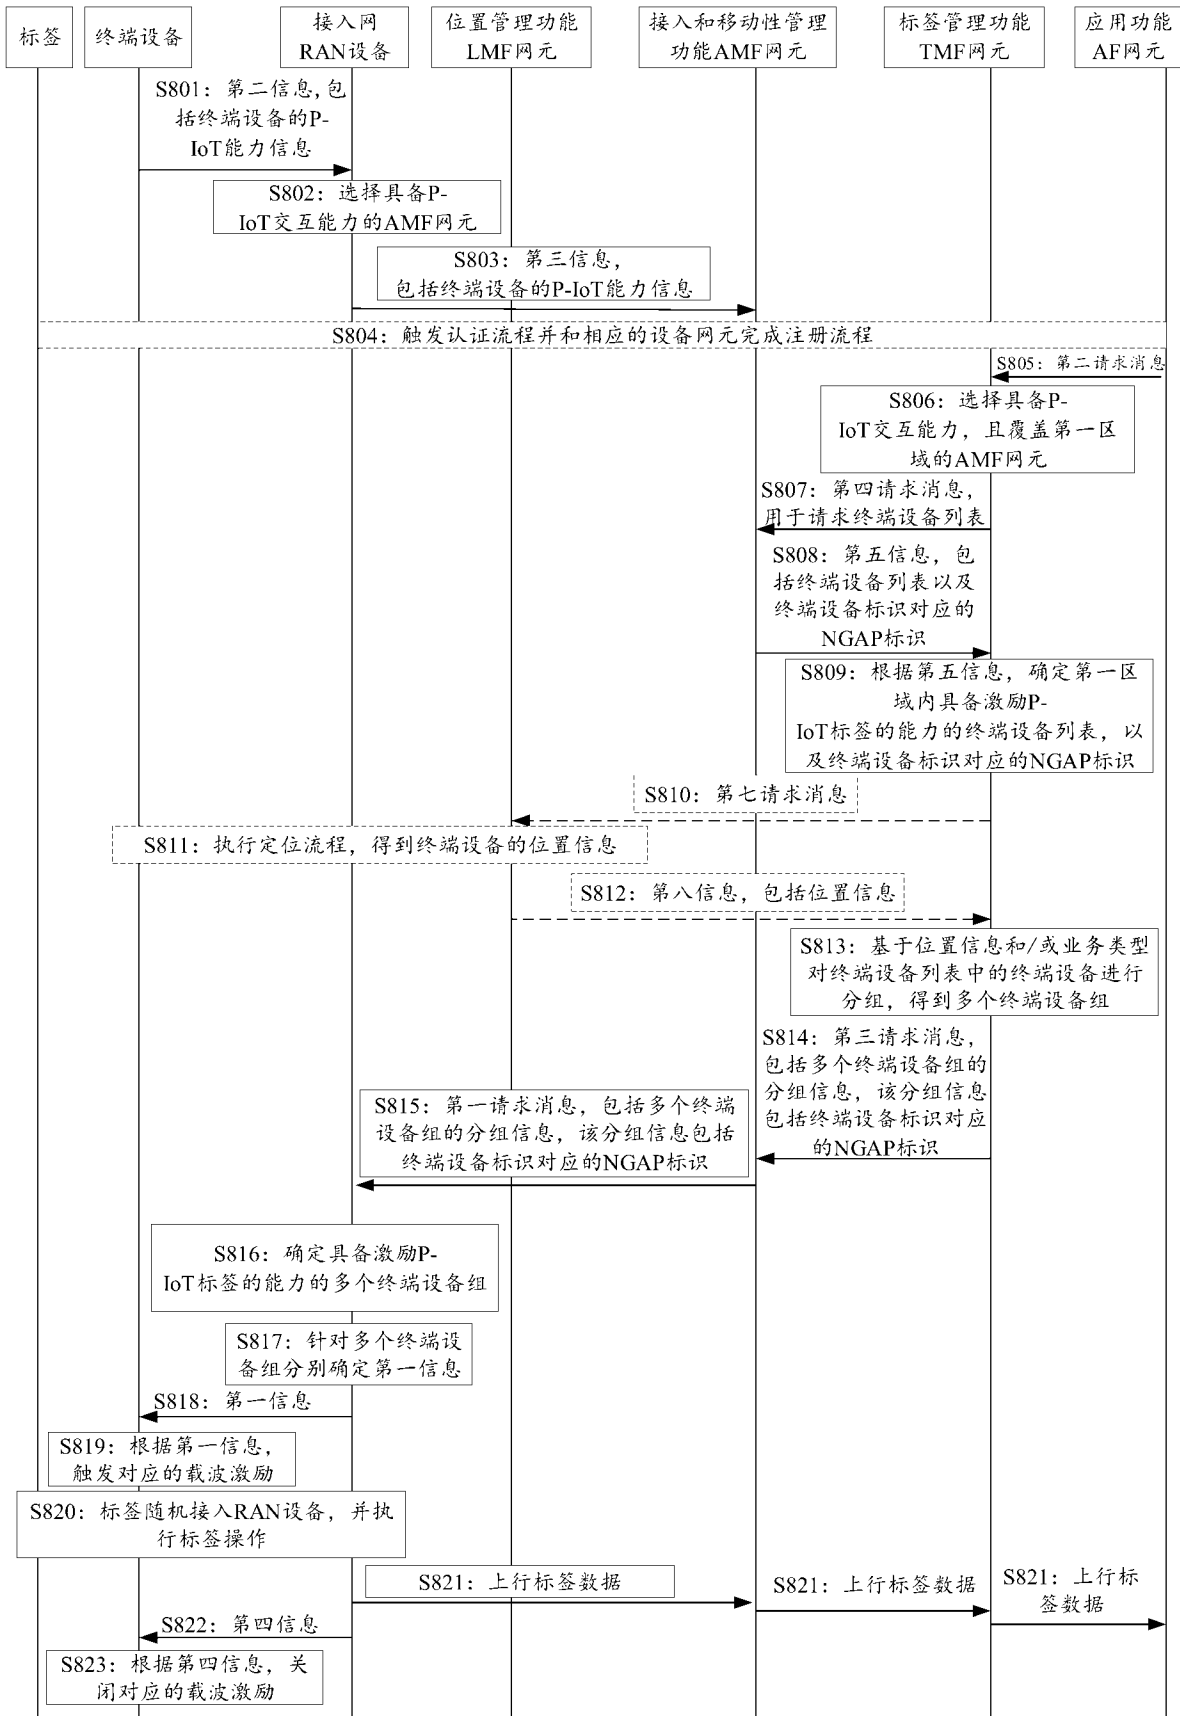 标签
终端设备
接入网
RAN设备
位置管理功能
LMF网元
接入和移动性管理
功能AMF网元
标签管理功能
TMF网元
应用功能
AF网元
S801：第二信息,包
括终端设备的P-
IoT能力信息
S802：选择具备P-
IoT交互能力的AMF网元
S803：第三信息，
包括终端设备的P-IoT能力信息
S804：触发认证流程并和相应的设备网元完成注册流程
S805：第二请求消息
S806：选择具备P-
IoT交互能力，且覆盖第一区
域的AMF网元
S807：第四请求消息，
用于请求终端设备列表
S808：第五信息，包
括终端设备列表以及
终端设备标识对应的
NGAP标识
S809：根据第五信息，确定第一区
域内具备激励P-
IoT标签的能力的终端设备列表，以
及终端设备标识对应的NGAP标识
S810：第七请求消息
S811：执行定位流程，得到终端设备的位置信息
S812：第八信息，包括位置信息
S813：基于位置信息和/或业务类型
对终端设备列表中的终端设备进行
分组，得到多个终端设备组
S814：第三请求消息，
包括多个终端设备组的
分组信息，该分组信息
包括终端设备标识对应
的NGAP标识
S815：第一请求消息，包括多个终端
设备组的分组信息，该分组信息包括
终端设备标识对应的NGAP标识
S816：确定具备激励P-
IoT标签的能力的多个终端设备组
S817：针对多个终端设
备组分别确定第一信息
S818：第一信息
S819：根据第一信息，
触发对应的载波激励
S820：标签随机接入RAN设备，并执
行标签操作
S821：上行标签数据
S821：上行标签数据
S821：上行标
签数据
S822：第四信息
S823：根据第四信息，关
闭对应的载波激励